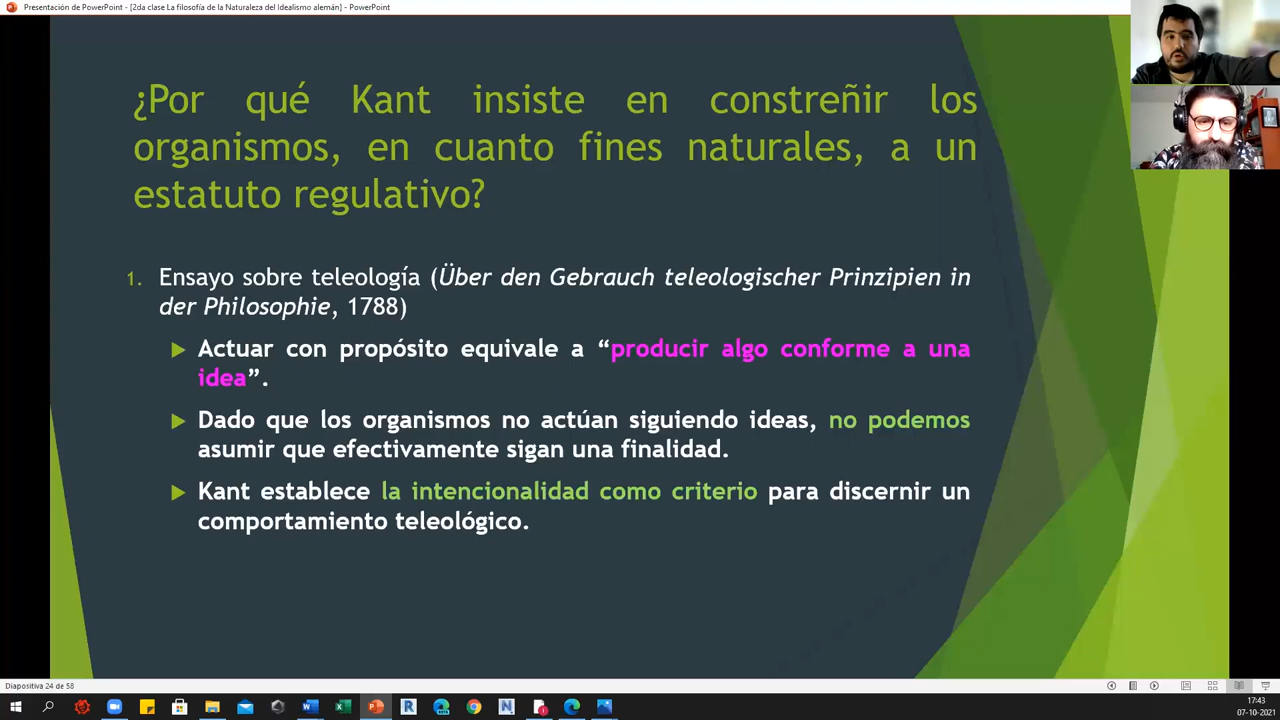 Presentación de PowerPoint - [2da clase La filosofía de la Naturaleza del Idealismo alemán] - PowerPoint
¿Por qué Kant insiste en constreñir los
organismos, en cuanto fines naturales, a un
estatuto regulativo?
1. Ensayo sobre teleología (Über den Gebrauch teleologischer Prinzipien in
der Philosophie, 1788)
Actuar con propósito equivale a “producir algo conforme a una
idea”.
Dado que los organismos no actúan siguiendo ideas, no podemos
asumir que efectivamente sigan una finalidad.
Kant establece la intencionalidad como criterio para discernir un
comportamiento teleológico.
Diapositiva 24 de 58
17:43
07-10-2021